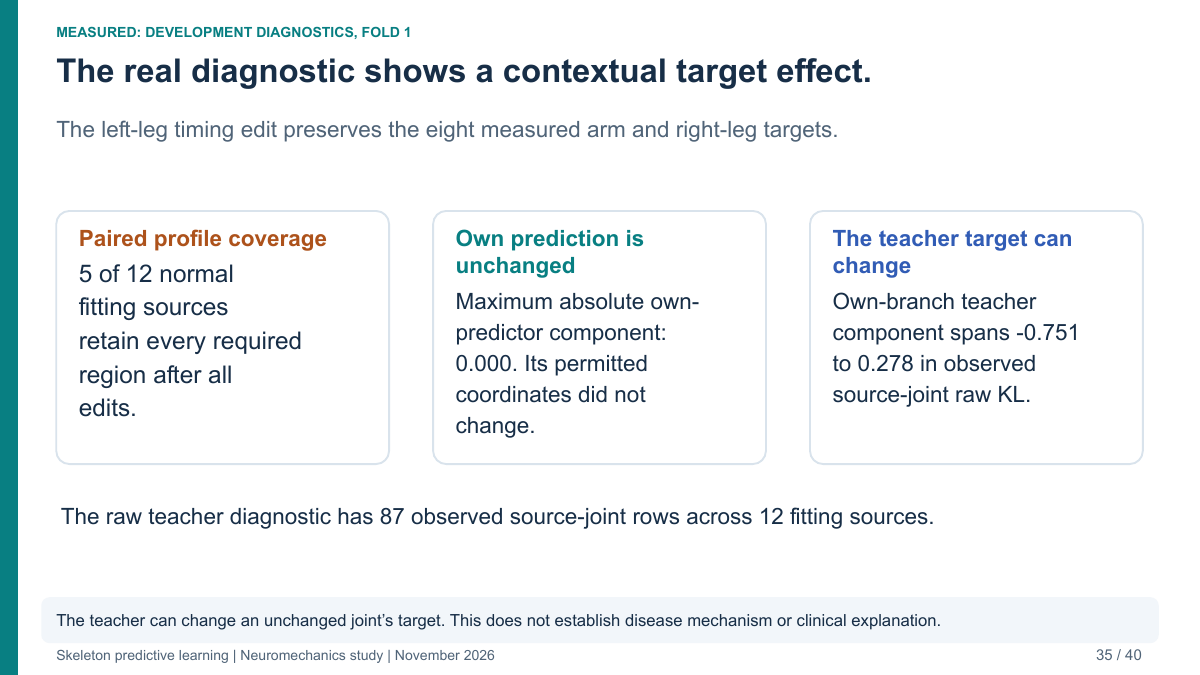 MEASURED: DEVELOPMENT DIAGNOSTICS, FOLD 1
The real diagnostic shows a contextual target effect.
The left-leg timing edit preserves the eight measured arm and right-leg targets.
Paired profile coverage
5 of 12 normal
fitting sources
retain every required
region after all
edits.
Own prediction is
unchanged
Maximum absolute own-
predictor component:
0.000. Its permitted
coordinates did not
change.
The teacher target can
change
Own-branch teacher
component spans -0.751
to 0.278 in observed
source-joint raw KL.
The raw teacher diagnostic has 87 observed source-joint rows across 12 fitting sources.
The teacher can change an unchanged joint’s target. This does not establish disease mechanism or clinical explanation.
Skeleton predictive learning | Neuromechanics study | November 2026
35 / 40